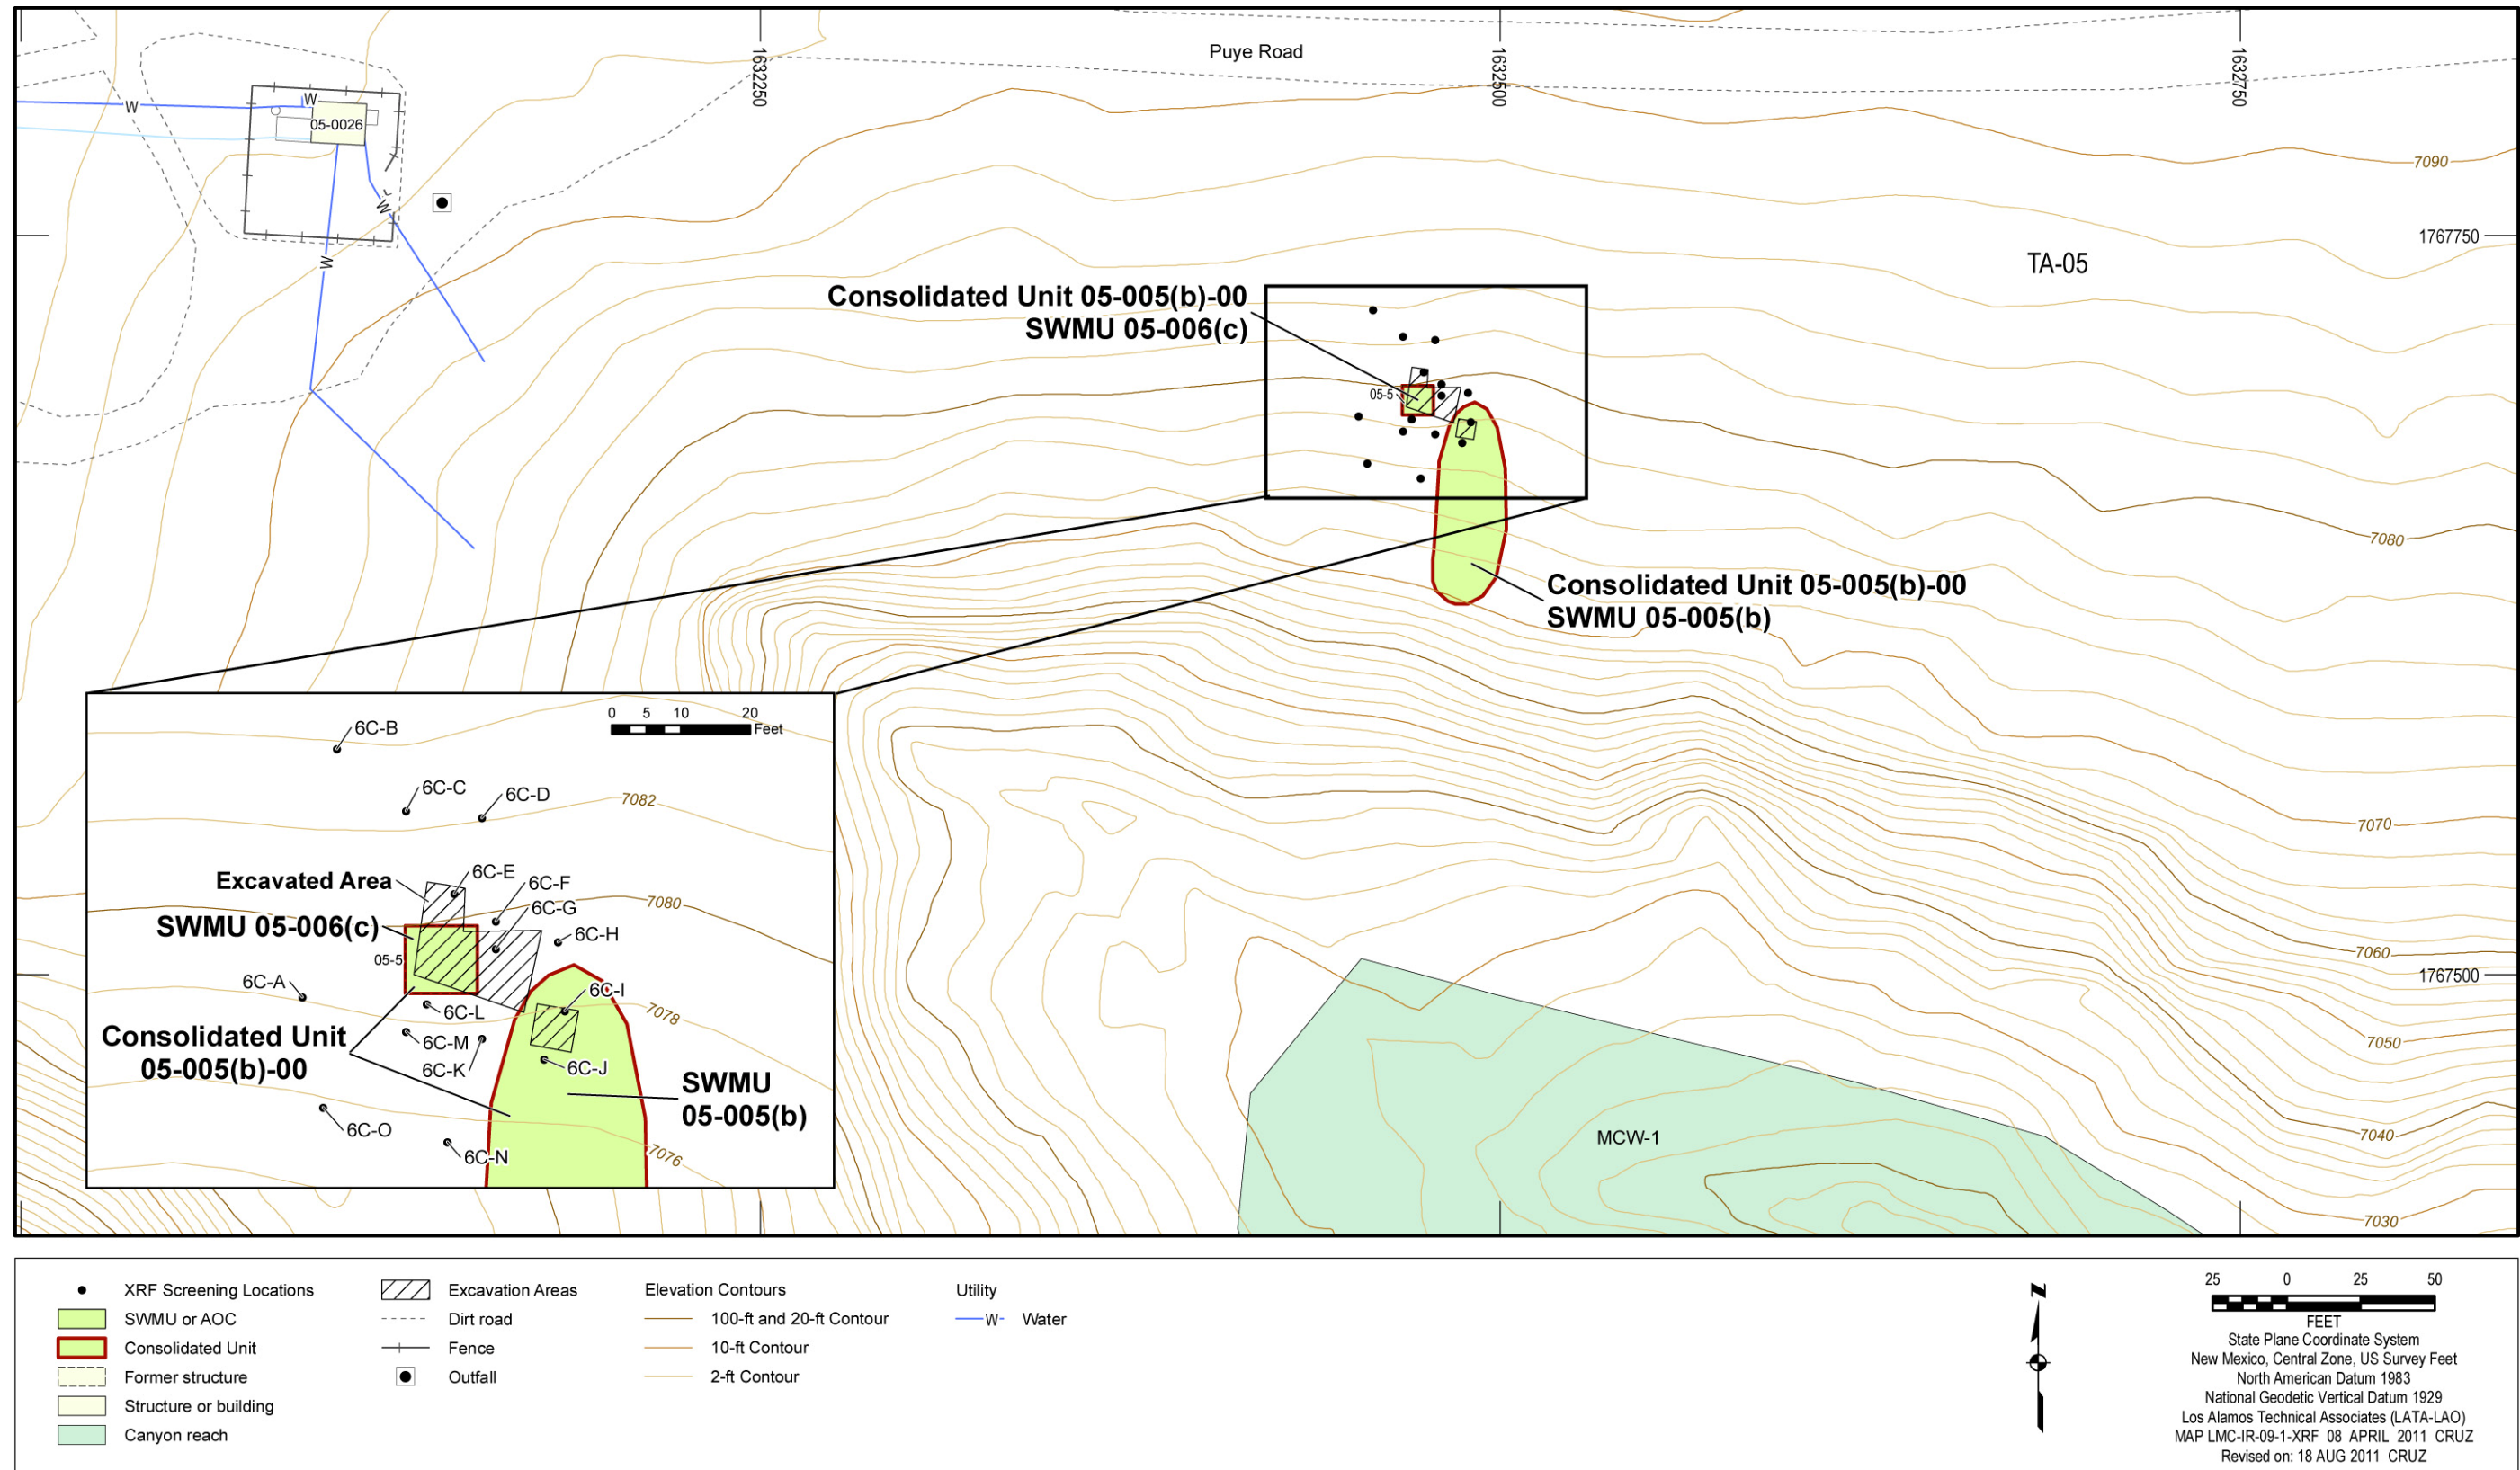 Puye Road
1632250
1632500
1632750
W
W
05-0026
W
W
7090
1767750
TA-05
Consolidated Unit 05-005(b)-00
SWMU 05-006(c)
05-5
7080
Consolidated Unit 05-005(b)-00
SWMU 05-005(b)
0 5 10 20
Feet
6C-B
6C-C
6C-D
7082
Excavated Area
6C-E
6C-F
7080
6C-G
SWMU 05-006(c)
6C-H
05-5
6C-A
6C-I
6C-L
7078
Consolidated Unit
05-005(b)-00
6C-M
6C-K
6C-J
SWMU
05-005(b)
6C-O
6C-N
7076
7070
7060
1767500
7050
7040
MCW-1
7030
XRF Screening Locations
SWMU or AOC
Consolidated Unit
Former structure
Structure or building
Canyon reach
Excavation Areas
Dirt road
Fence
Outfall
Elevation Contours
100-ft and 20-ft Contour
10-ft Contour
2-ft Contour
Utility
W Water
N
25 0 25 50
FEET
State Plane Coordinate System
New Mexico, Central Zone, US Survey Feet
North American Datum 1983
National Geodetic Vertical Datum 1929
Los Alamos Technical Associates (LATA-LAO)
MAP LMC-IR-09-1-XRF 08 APRIL 2011 CRUZ
Revised on: 18 AUG 2011 CRUZ